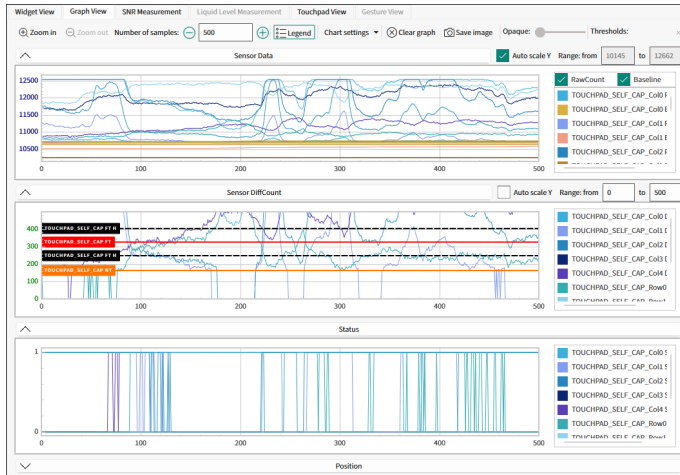 Widget View Graph View SNR Measurement Liquid Level Measurement Touchpad View Gesture View
Zoom in Zoom out Number of samples: 500 Legend Chart settings Clear graph Save image Opaque: Thresholds:
Sensor Data
Auto scale Y Range: from 10145 to 12662
12500
12000
11500
11000
10500
0 100 200 300 400 500
RawCount Baseline
TOUCHPAD_SELF_CAP_Col0 F
TOUCHPAD_SELF_CAP_Col0 E
TOUCHPAD_SELF_CAP_Col1 F
TOUCHPAD_SELF_CAP_Col1 E
TOUCHPAD_SELF_CAP_Col2 F
Sensor DiffCount
Auto scale Y Range: from 0 to 500
400
300
200
100
0
TOUCHPAD_SELF_CAP FT H
TOUCHPAD_SELF_CAP FT
TOUCHPAD_SELF_CAP FT H
TOUCHPAD_SELF_CAP NT
0 100 200 300 400 500
TOUCHPAD_SELF_CAP_Col0 D
TOUCHPAD_SELF_CAP_Col1 D
TOUCHPAD_SELF_CAP_Col2 D
TOUCHPAD_SELF_CAP_Col3 D
TOUCHPAD_SELF_CAP_Col4 D
TOUCHPAD_SELF_CAP_Row0
TOUCHPAD_SELF_CAP_Row1
Status
1
0
0 100 200 300 400 500
TOUCHPAD_SELF_CAP_Col0 S
TOUCHPAD_SELF_CAP_Col1 S
TOUCHPAD_SELF_CAP_Col2 S
TOUCHPAD_SELF_CAP_Col3 S
TOUCHPAD_SELF_CAP_Col4 S
TOUCHPAD_SELF_CAP_Row0
TOUCHPAD_SELF_CAP_Row1
Position